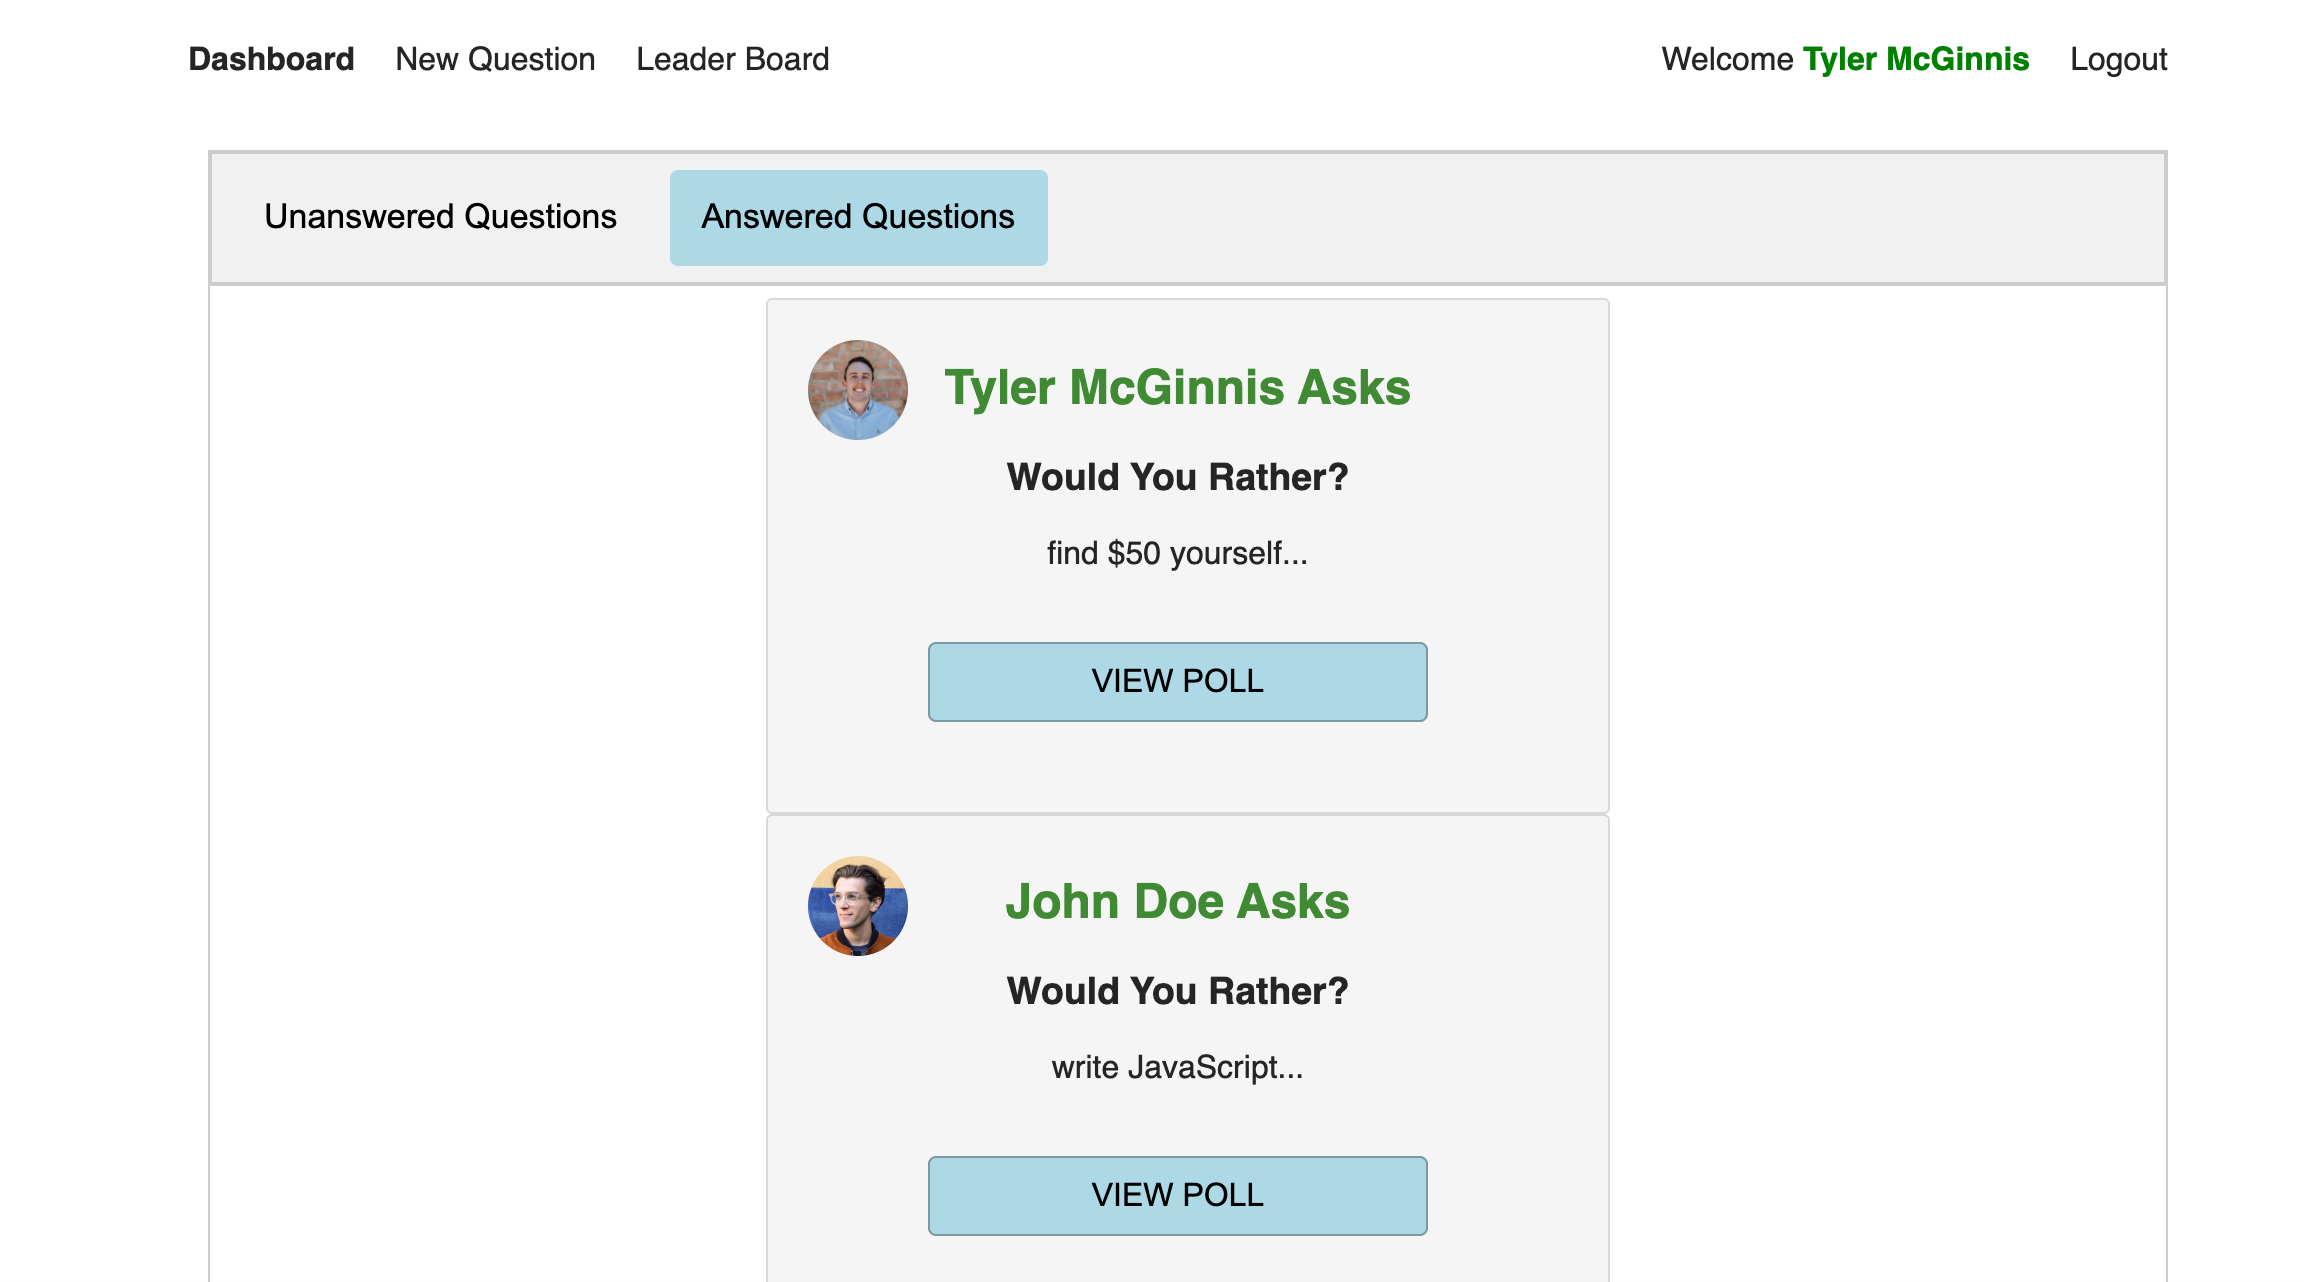 Dashboard New Question Leader Board Welcome Tyler McGinnis Logout
Unanswered Questions Answered Questions
Tyler McGinnis Asks
Would You Rather?
find $50 yourself...
VIEW POLL
John Doe Asks
Would You Rather?
write JavaScript...
VIEW POLL